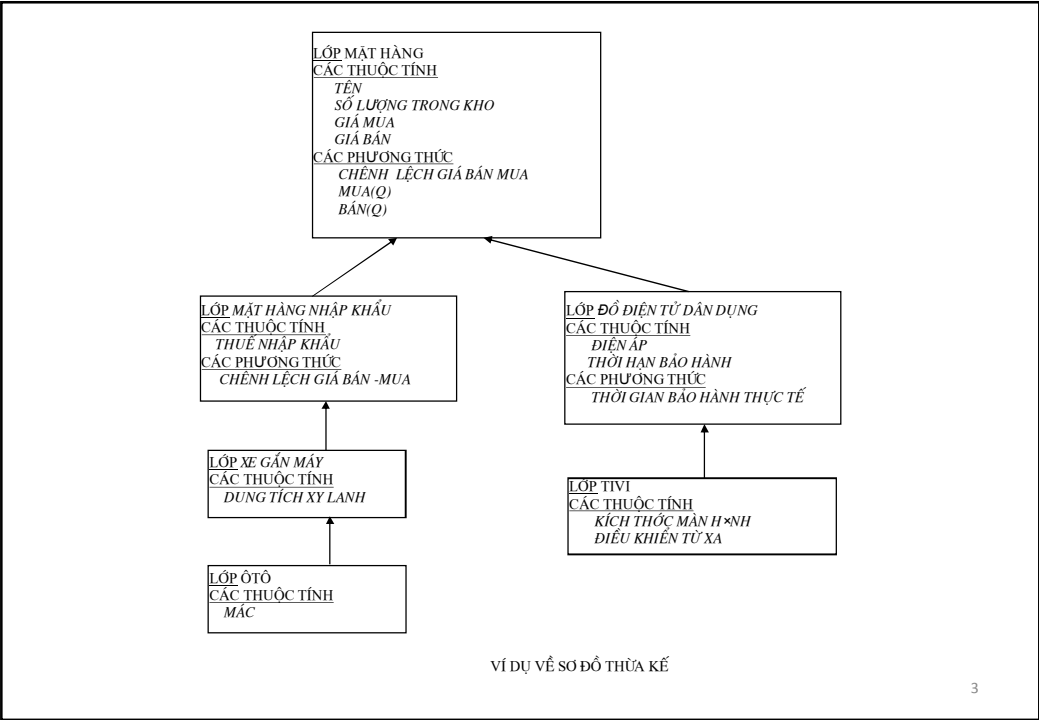 LỚP MẶT HÀNG
CÁC THUỘC TÍNH
TÊN
SỐ LƯỢNG TRONG KHO
GIÁ MUA
GIÁ BÁN
CÁC PHƯƠNG THỨC
CHÊNH LỆCH GIÁ BÁN MUA
MUA(Q)
BÁN(Q)
LỚP MẶT HÀNG NHẬP KHẨU
CÁC THUỘC TÍNH
THUẾ NHẬP KHẨU
CÁC PHƯƠNG THỨC
CHÊNH LỆCH GIÁ BÁN -MUA
LỚP ĐỒ ĐIỆN TỬ DÂN DỤNG
CÁC THUỘC TÍNH
ĐIỆN ÁP
THỜI HẠN BẢO HÀNH
CÁC PHƯƠNG THỨC
THỜI GIAN BẢO HÀNH THỰC TẾ
LỚP XE GẮN MÁY
CÁC THUỘC TÍNH
DUNG TÍCH XY LANH
LỚP TIVI
CÁC THUỘC TÍNH
KÍCH THỚC MÀN H×NH
ĐIỀU KHIỂN TỪ XA
LỚP ÔTÔ
CÁC THUỘC TÍNH
MÁC
VÍ DỤ VỀ SƠ ĐỒ THỪA KẾ
3